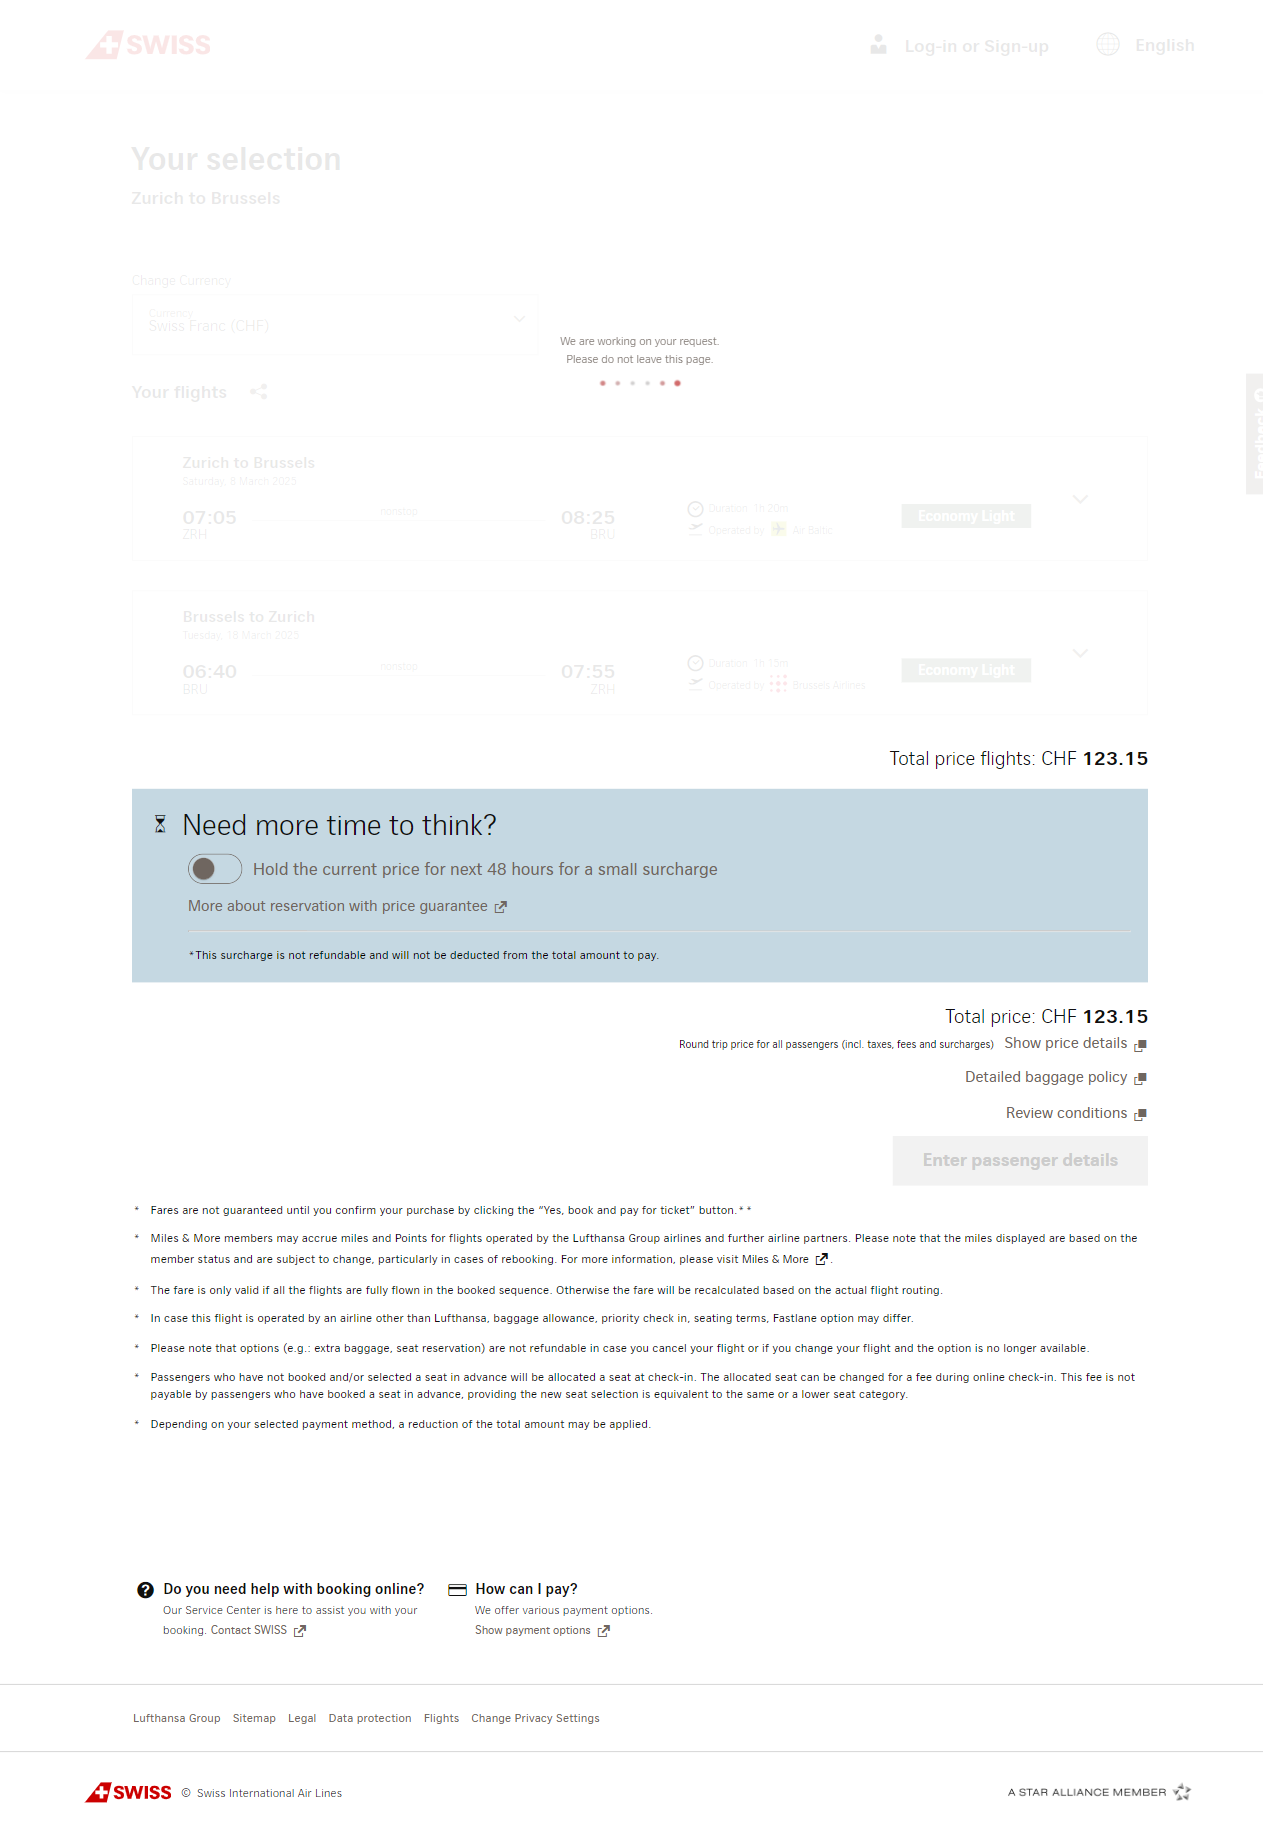 SWISS
Log-in or Sign-up
English
Your selection
Zurich to Brussels
Change Currency
Currency
Swiss Franc (CHF)
We are working on your request.
Please do not leave this page.
Your flights
Feedback
Zurich to Brussels
Saturday, 8 March 2025
07:05 nonstop 08:25
ZRH BRU
Duration 1h 20m
Operated by Air Baltic
Economy Light
Brussels to Zurich
Tuesday, 18 March 2025
06:40 nonstop 07:55
BRU ZRH
Duration 1h 15m
Operated by Brussels Airlines
Economy Light
Total price flights: CHF 123.15
Need more time to think?
Hold the current price for next 48 hours for a small surcharge
More about reservation with price guarantee
*This surcharge is not refundable and will not be deducted from the total amount to pay.
Total price: CHF 123.15
Round trip price for all passengers (incl. taxes, fees and surcharges) Show price details
Detailed baggage policy
Review conditions
Enter passenger details
* Fares are not guaranteed until you confirm your purchase by clicking the “Yes, book and pay for ticket” button.**
* Miles & More members may accrue miles and Points for flights operated by the Lufthansa Group airlines and further airline partners. Please note that the miles displayed are based on the
member status and are subject to change, particularly in cases of rebooking. For more information, please visit Miles & More .
* The fare is only valid if all the flights are fully flown in the booked sequence. Otherwise the fare will be recalculated based on the actual flight routing.
* In case this flight is operated by an airline other than Lufthansa, baggage allowance, priority check in, seating terms, Fastlane option may differ.
* Please note that options (e.g.: extra baggage, seat reservation) are not refundable in case you cancel your flight or if you change your flight and the option is no longer available.
* Passengers who have not booked and/or selected a seat in advance will be allocated a seat at check-in. The allocated seat can be changed for a fee during online check-in. This fee is not
payable by passengers who have booked a seat in advance, providing the new seat selection is equivalent to the same or a lower seat category.
* Depending on your selected payment method, a reduction of the total amount may be applied.
Do you need help with booking online?
Our Service Center is here to assist you with your
booking. Contact SWISS
How can I pay?
We offer various payment options.
Show payment options
Lufthansa Group Sitemap Legal Data protection Flights Change Privacy Settings
SWISS © Swiss International Air Lines
A STAR ALLIANCE MEMBER